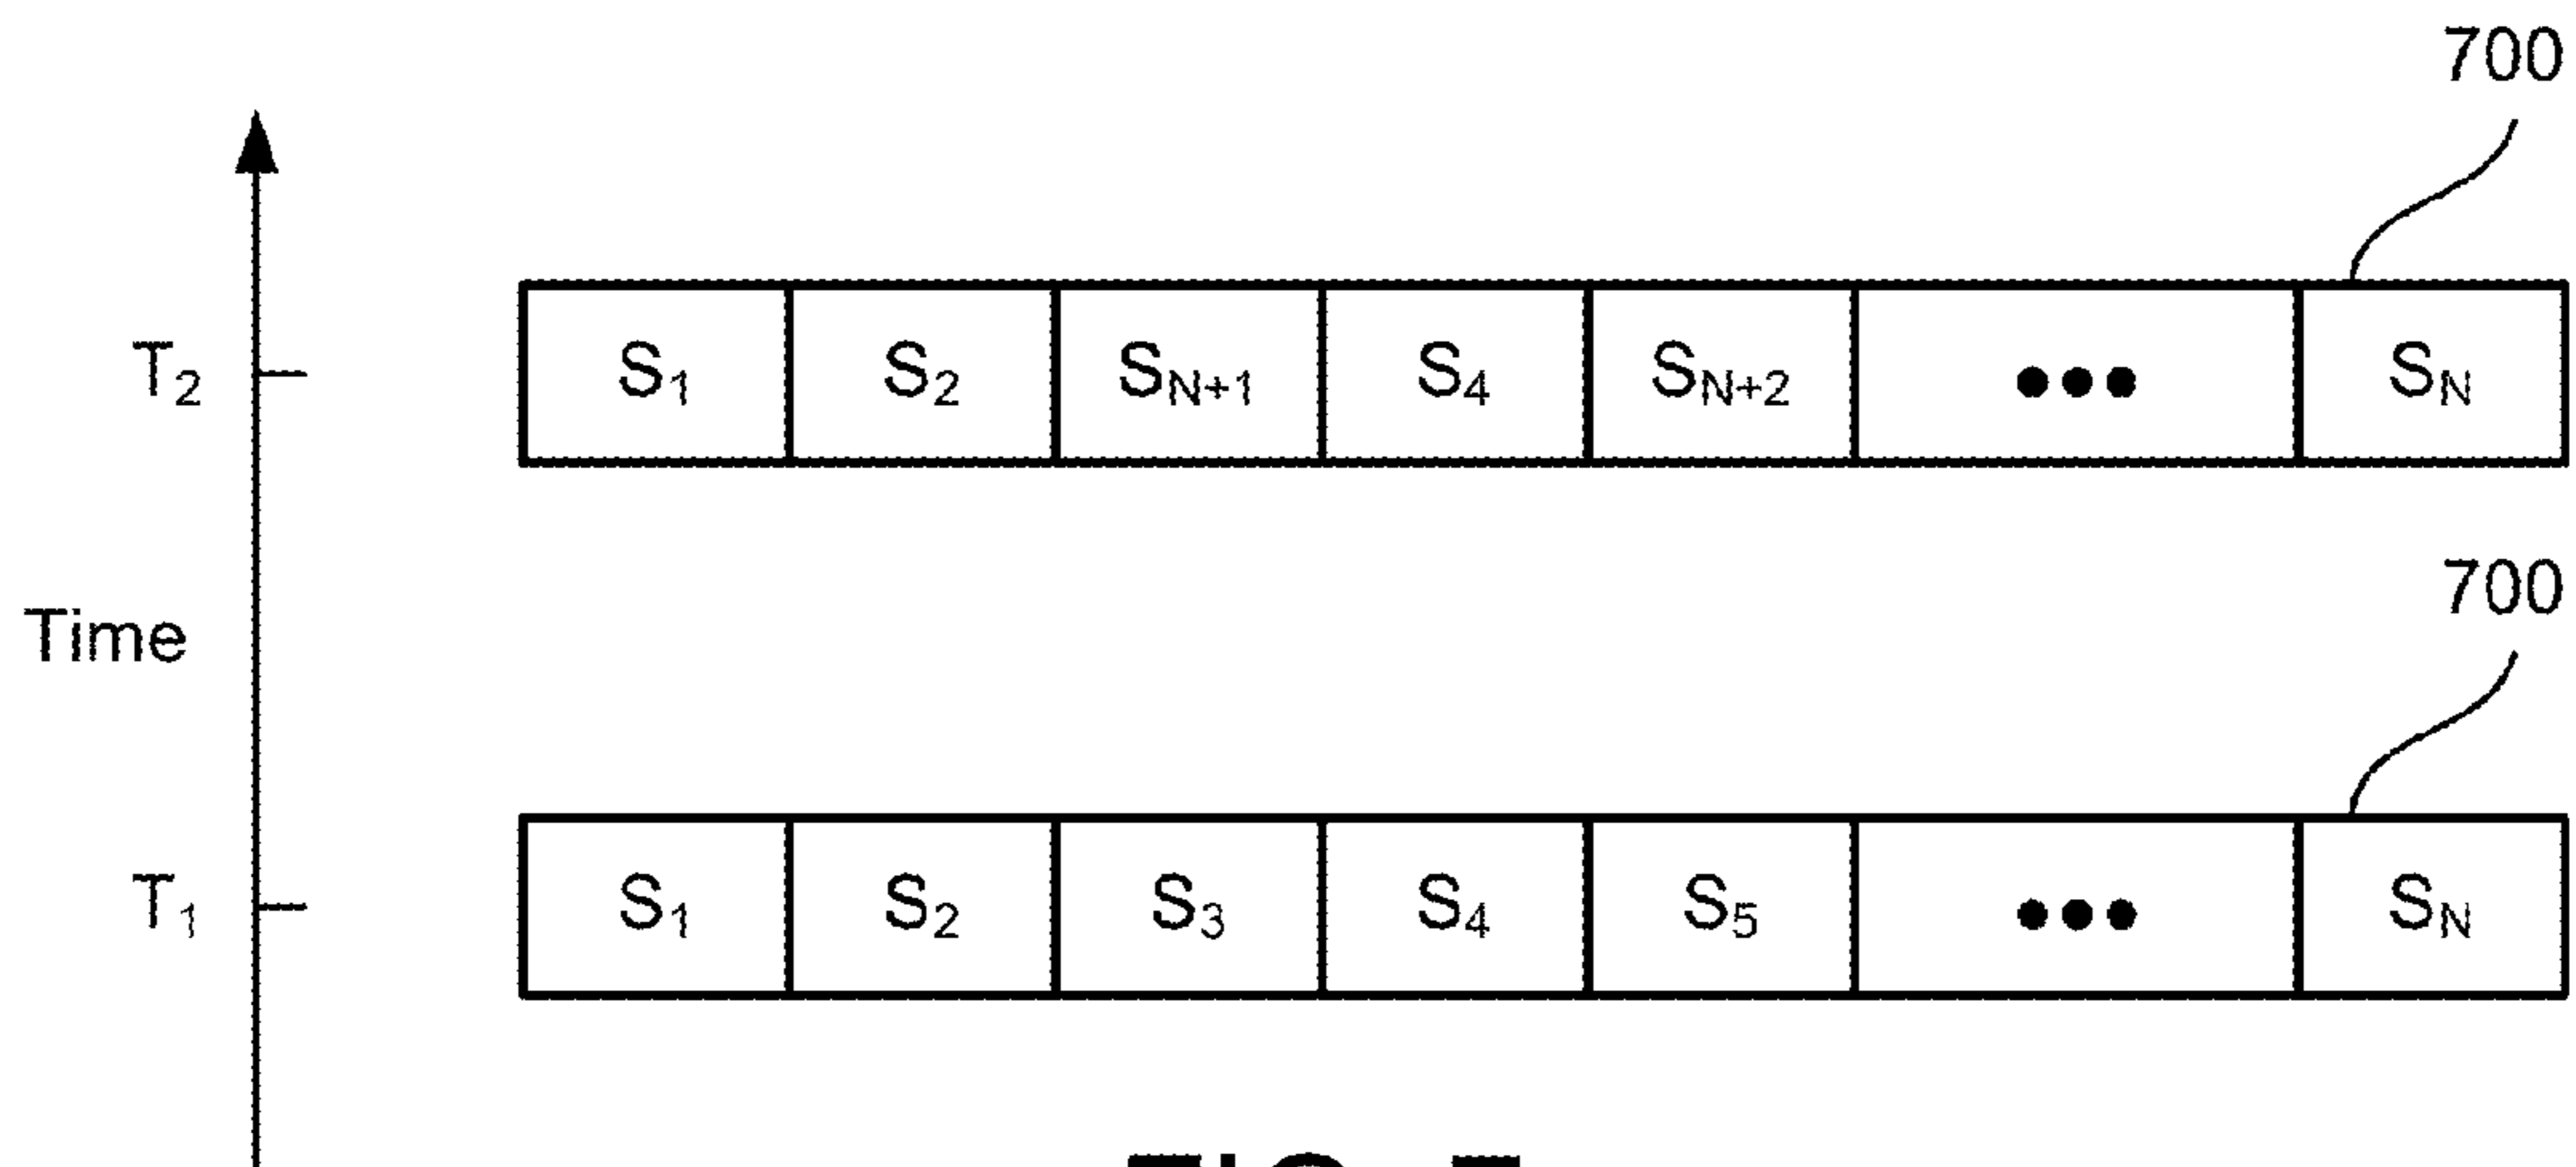 700
T2 S1 S2 SN+1 S4 SN+2 ••• SN
Time
700
T1 S1 S2 S3 S4 S5 ••• SN